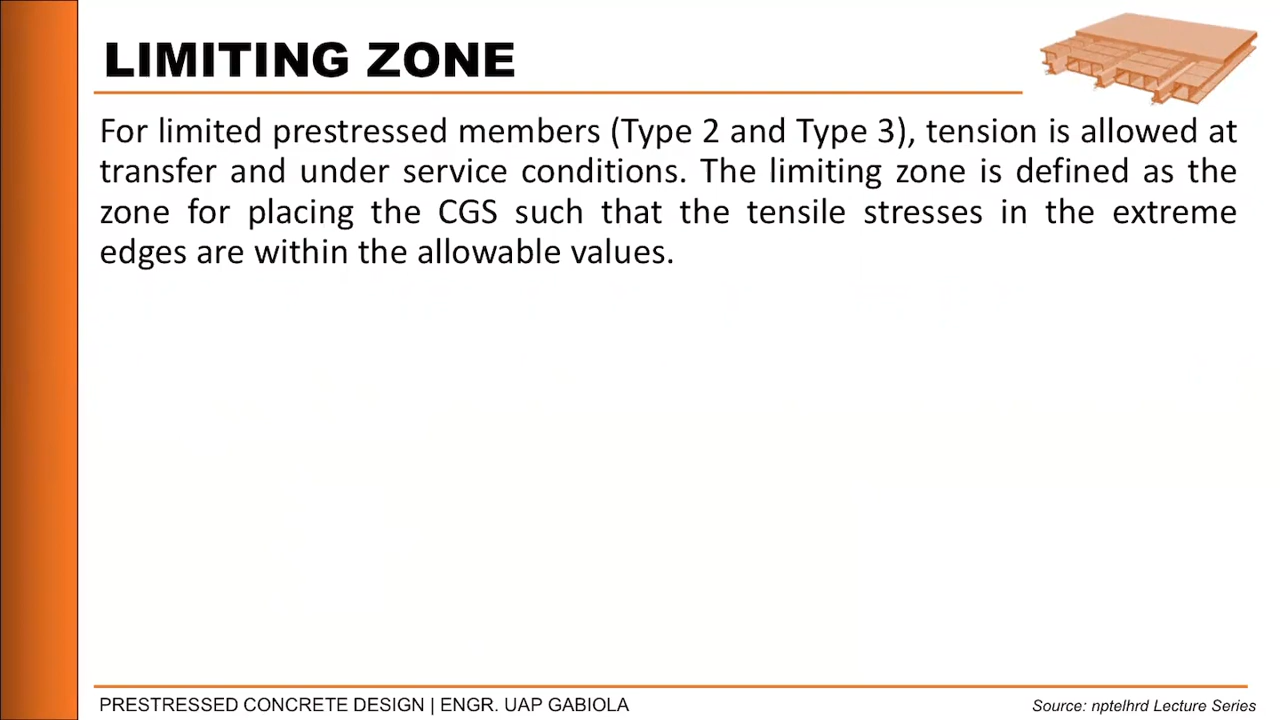 LIMITING ZONE
For limited prestressed members (Type 2 and Type 3), tension is allowed at
transfer and under service conditions. The limiting zone is defined as the
zone for placing the CGS such that the tensile stresses in the extreme
edges are within the allowable values.
PRESTRESSED CONCRETE DESIGN | ENGR. UAP GABIOLA
Source: nptelhrd Lecture Series